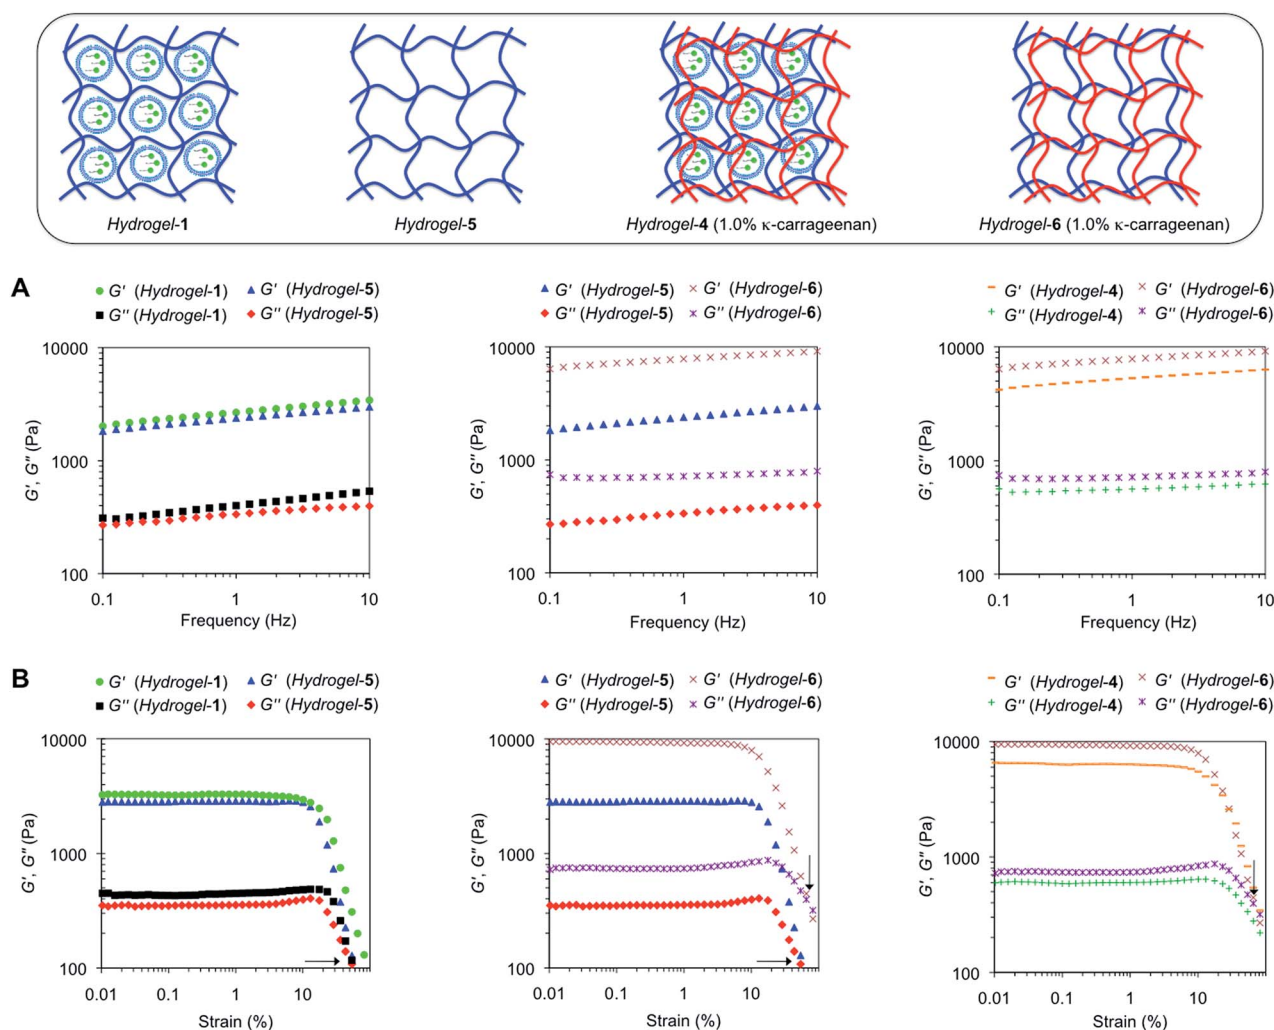 Hydrogel-1
Hydrogel-5
Hydrogel-4 (1.0% κ-carrageenan)
Hydrogel-6 (1.0% κ-carrageenan)
A
G' (Hydrogel-1) G' (Hydrogel-5)
G'' (Hydrogel-1) G'' (Hydrogel-5)
10000
1000
100
G', G'' (Pa)
0.1 1 10
Frequency (Hz)
G' (Hydrogel-5) G' (Hydrogel-6)
G'' (Hydrogel-5) G'' (Hydrogel-6)
10000
1000
100
G', G'' (Pa)
0.1 1 10
Frequency (Hz)
G' (Hydrogel-4) G' (Hydrogel-6)
G'' (Hydrogel-4) G'' (Hydrogel-6)
10000
1000
100
G', G'' (Pa)
0.1 1 10
Frequency (Hz)
B
G' (Hydrogel-1) G' (Hydrogel-5)
G'' (Hydrogel-1) G'' (Hydrogel-5)
10000
1000
100
G', G'' (Pa)
0.01 0.1 1 10
Strain (%)
G' (Hydrogel-5) G' (Hydrogel-6)
G'' (Hydrogel-5) G'' (Hydrogel-6)
10000
1000
100
G', G'' (Pa)
0.01 0.1 1 10
Strain (%)
G' (Hydrogel-4) G' (Hydrogel-6)
G'' (Hydrogel-4) G'' (Hydrogel-6)
10000
1000
100
G', G'' (Pa)
0.01 0.1 1 10
Strain (%)